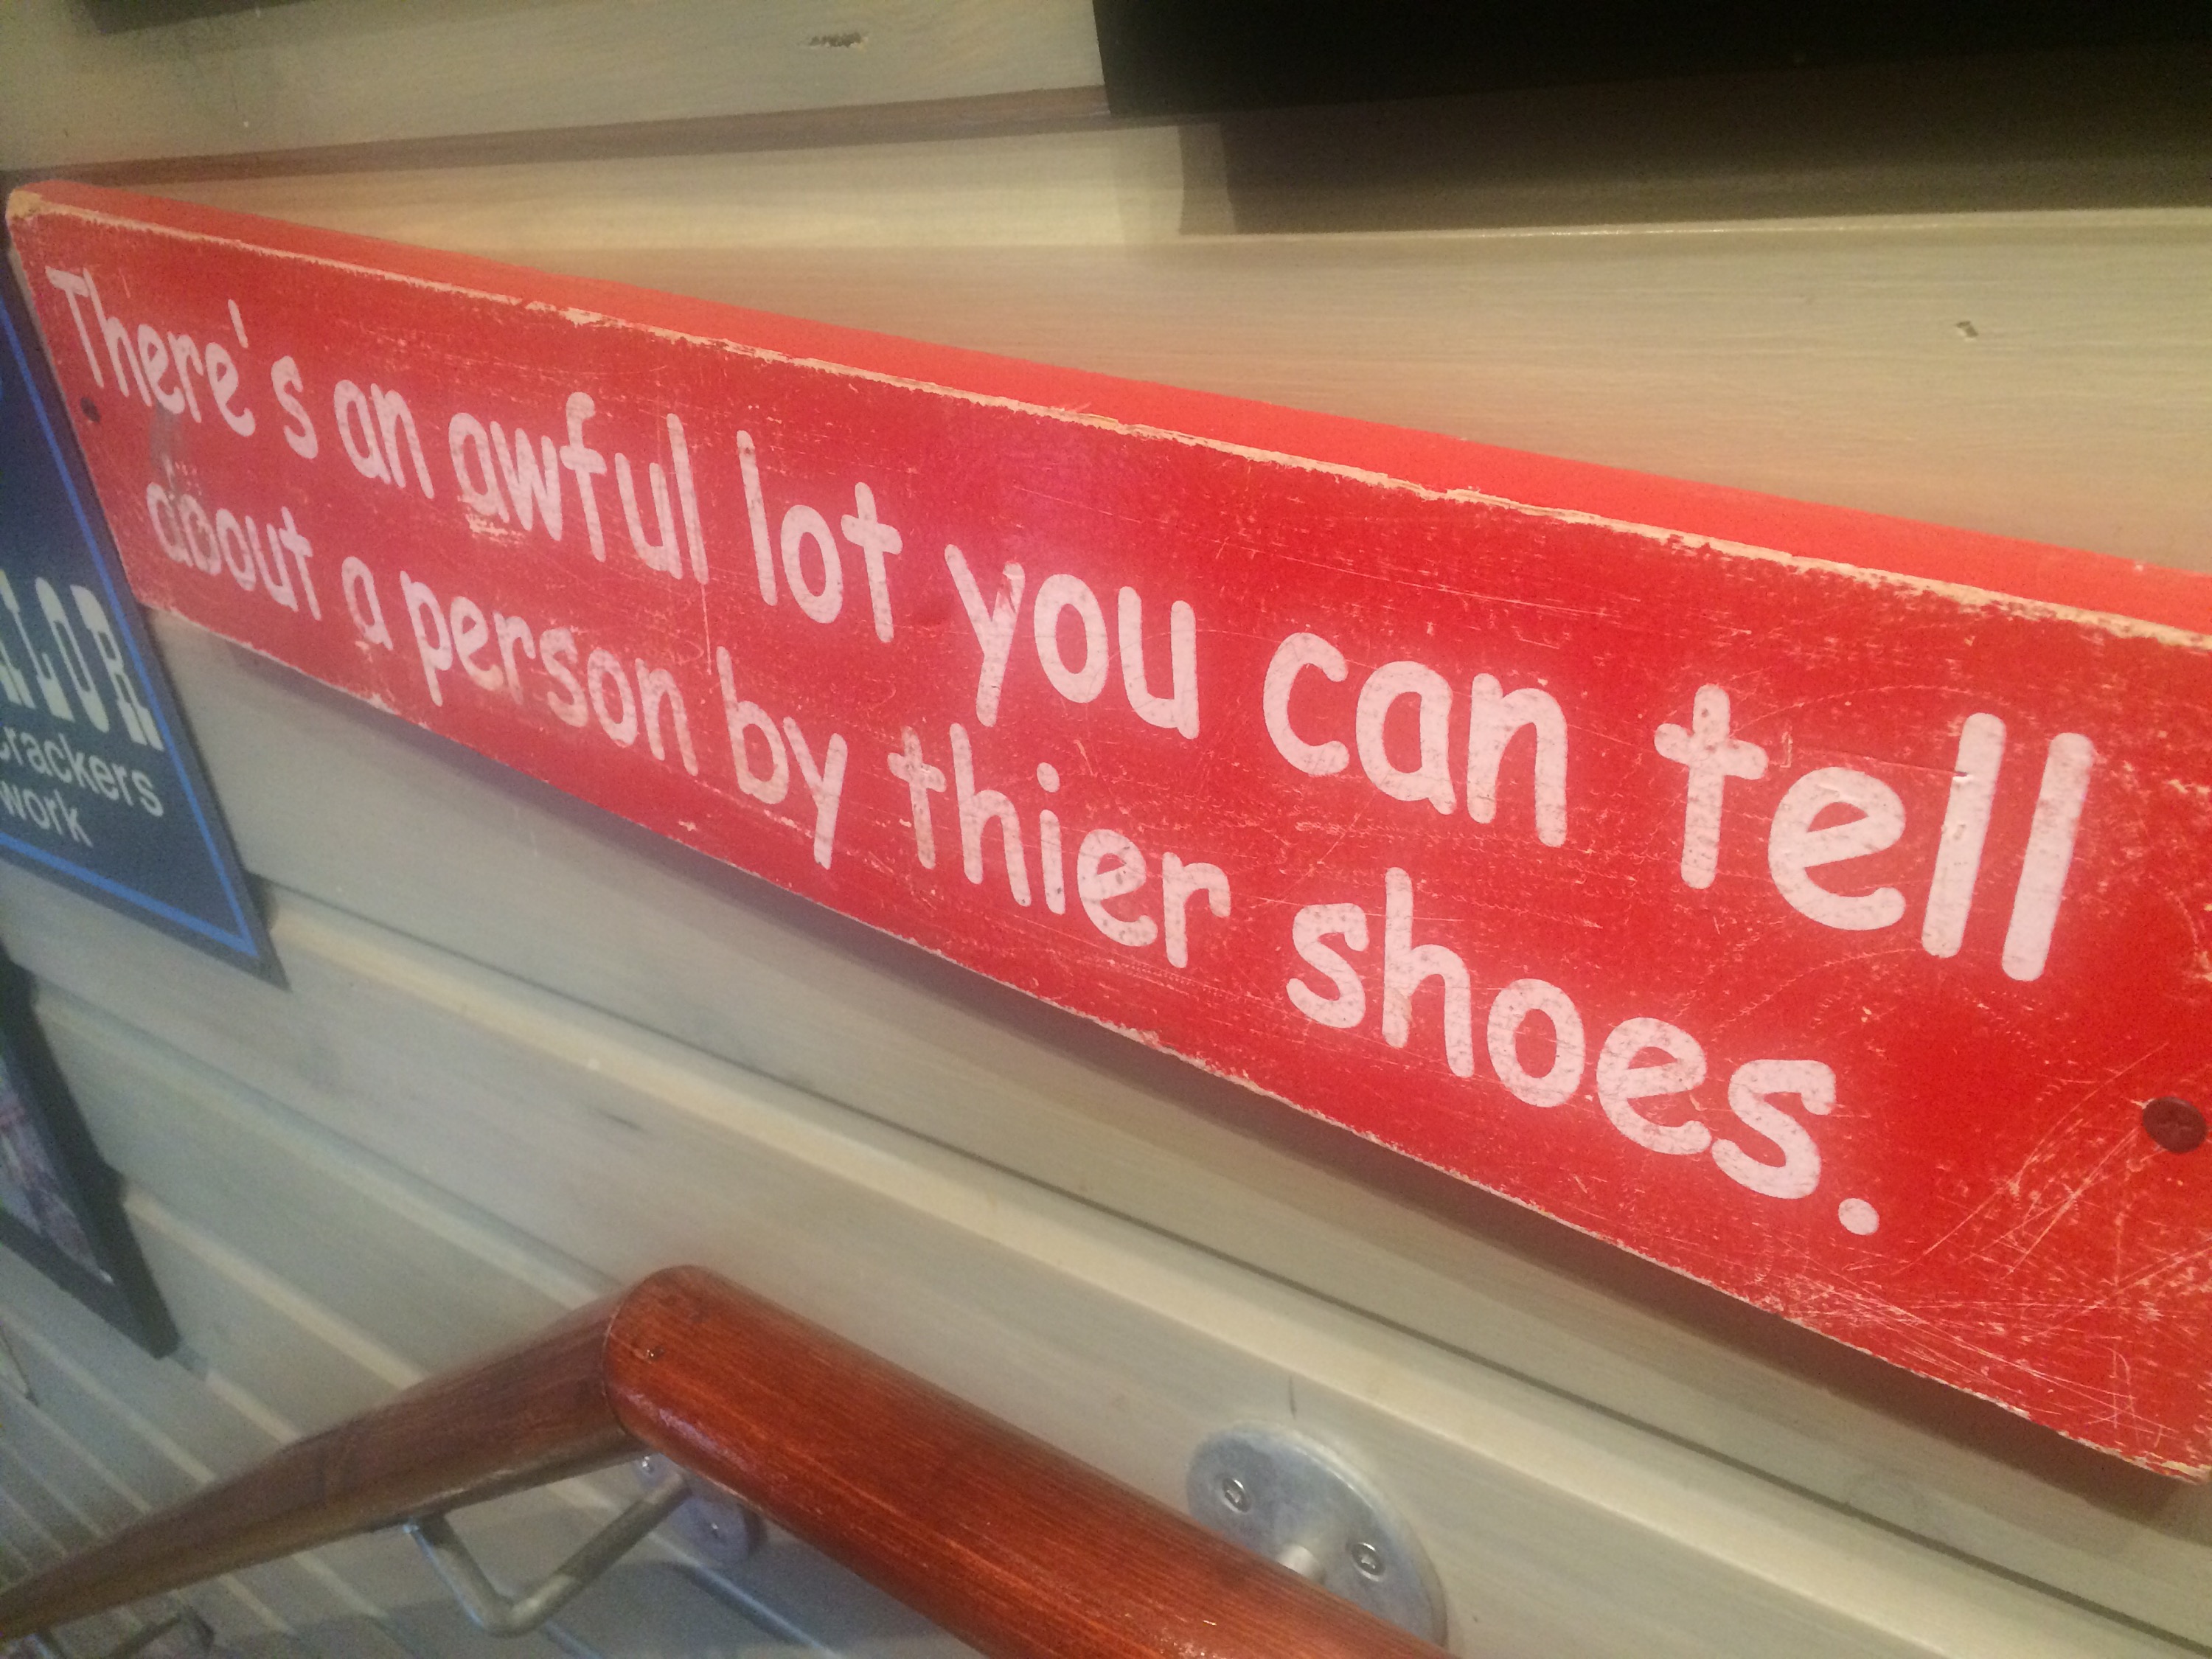 There's an awful lot you can tell
about a person by thier shoes.
crackers
work